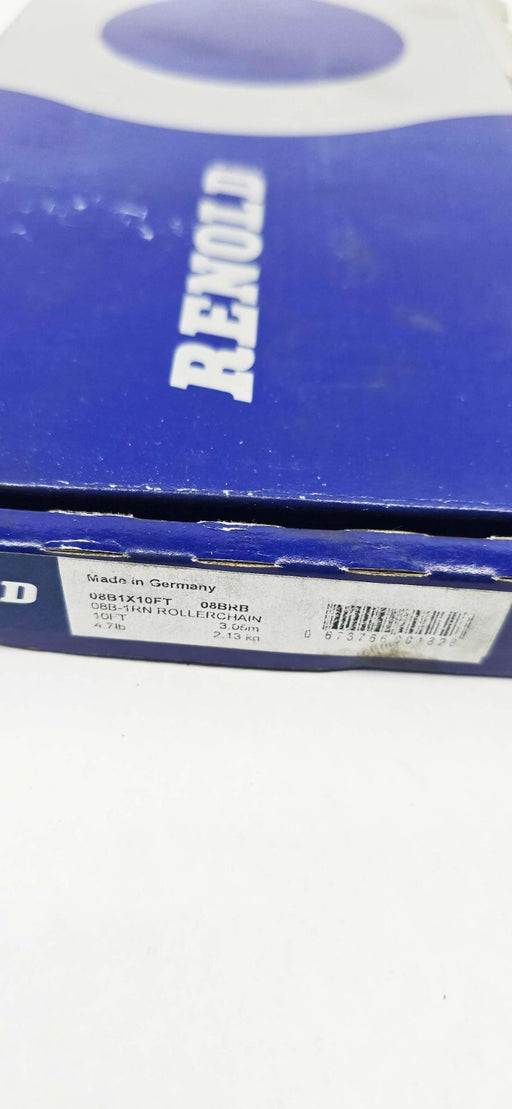 RENOLD
D
Made in Germany
08B1X10FT 08BRB
08B-1RN ROLLERCHAIN
10FT 3.05m
4.7lb 2.13 kg